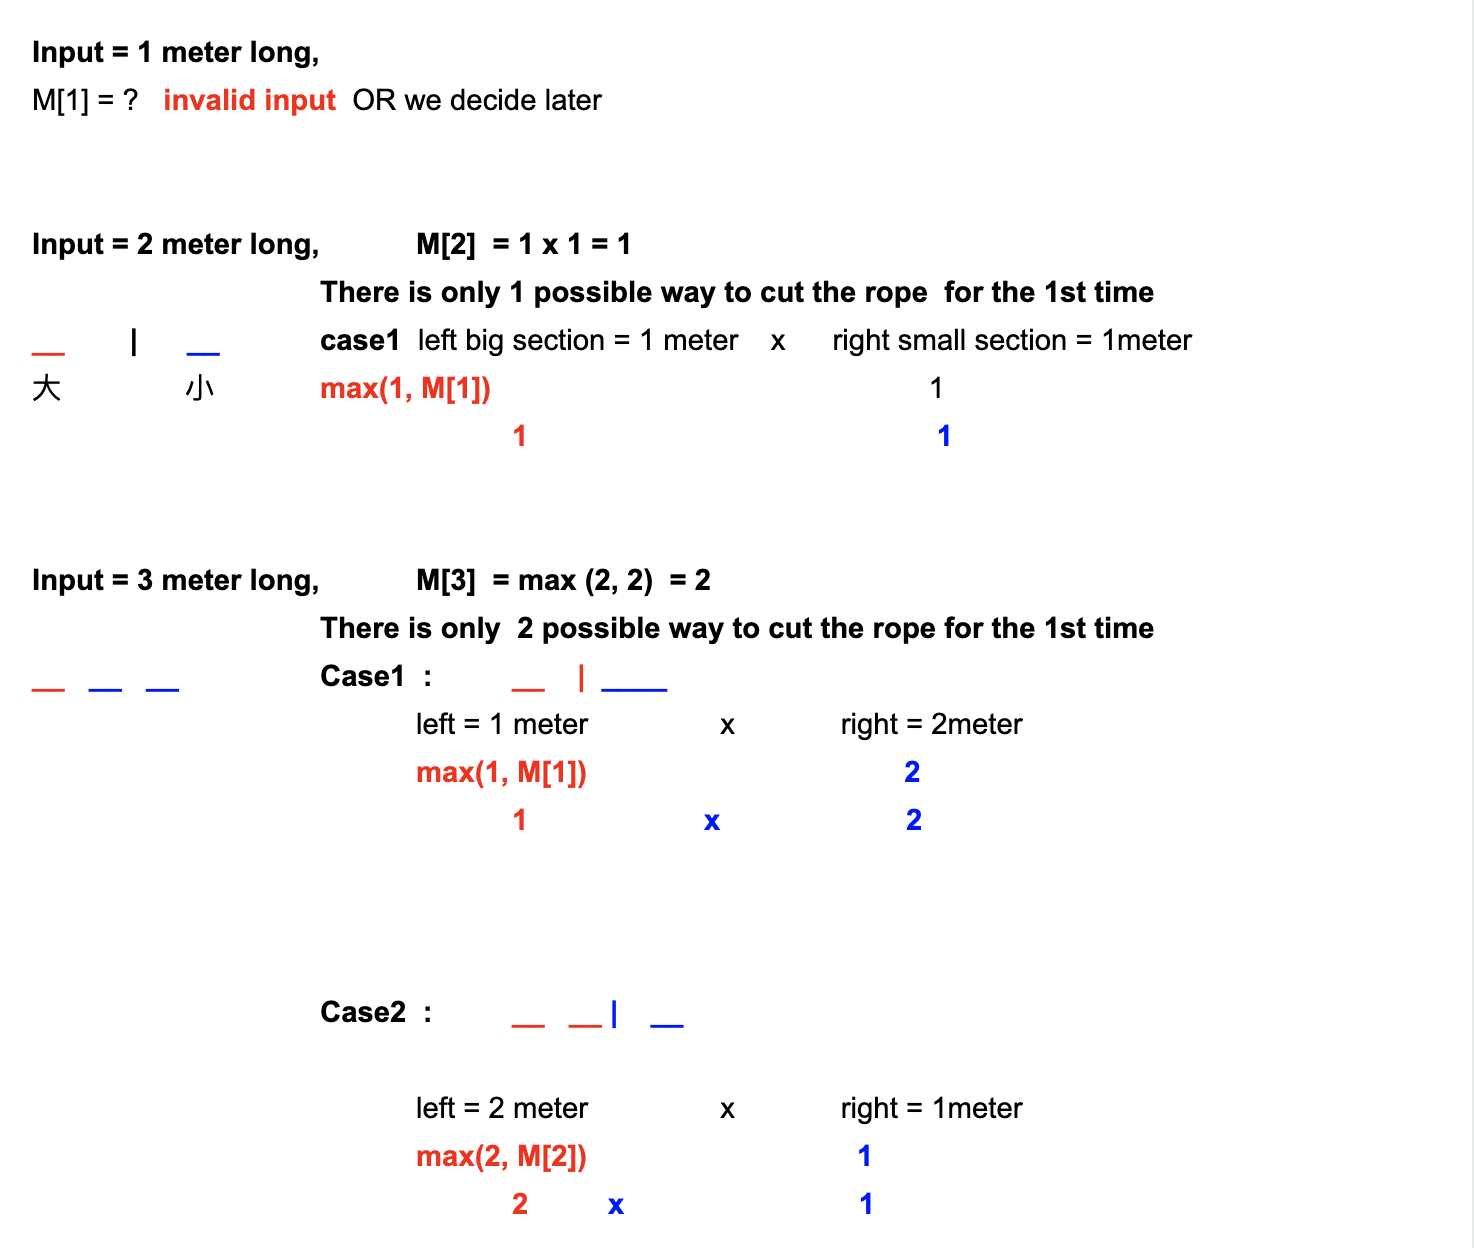 Input = 1 meter long,
M[1] = ? invalid input OR we decide later
Input = 2 meter long, M[2] = 1 x 1 = 1
There is only 1 possible way to cut the rope for the 1st time
__ | __ case1 left big section = 1 meter x right small section = 1meter
大 小 max(1, M[1]) 1
1 1
Input = 3 meter long, M[3] = max (2, 2) = 2
There is only 2 possible way to cut the rope for the 1st time
__ __ __ Case1 : __ | ____
left = 1 meter x right = 2meter
max(1, M[1]) 2
1 x 2
Case2 : __ __ | __
left = 2 meter x right = 1meter
max(2, M[2]) 1
2 x 1